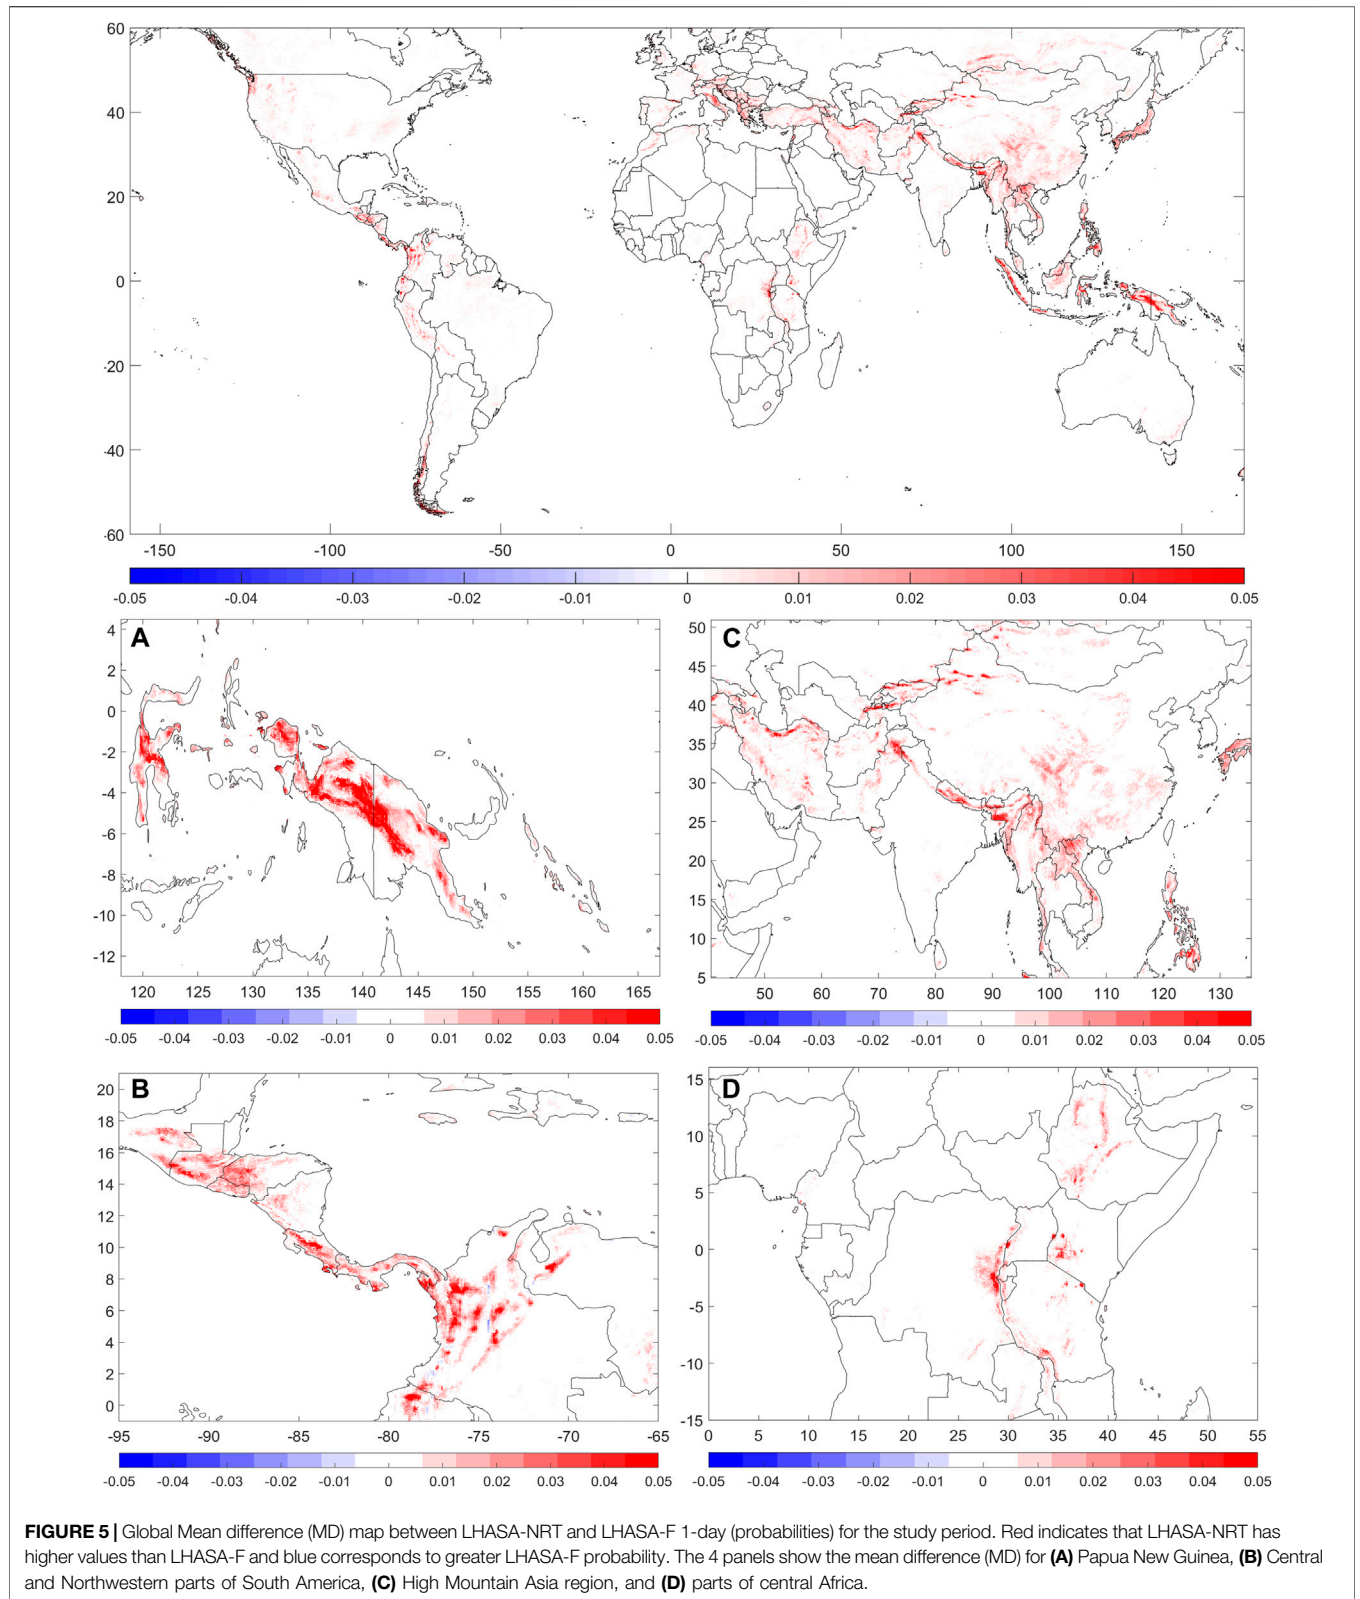 60
40
20
0
-20
-40
-60
-150 -100 -50 0 50 100 150
-0.05 -0.04 -0.03 -0.02 -0.01 0 0.01 0.02 0.03 0.04 0.05
A
4
2
0
-2
-4
-6
-8
-10
-12
120 125 130 135 140 145 150 155 160 165
-0.05 -0.04 -0.03 -0.02 -0.01 0 0.01 0.02 0.03 0.04 0.05
C
50
45
40
35
30
25
20
15
10
5
50 60 70 80 90 100 110 120 130
-0.05 -0.04 -0.03 -0.02 -0.01 0 0.01 0.02 0.03 0.04 0.05
B
20
18
16
14
12
10
8
6
4
2
0
-95 -90 -85 -80 -75 -70 -65
-0.05 -0.04 -0.03 -0.02 -0.01 0 0.01 0.02 0.03 0.04 0.05
D
15
10
5
0
-5
-10
-15
0 5 10 15 20 25 30 35 40 45 50 55
-0.05 -0.04 -0.03 -0.02 -0.01 0 0.01 0.02 0.03 0.04 0.05
FIGURE 5 | Global Mean difference (MD) map between LHASA-NRT and LHASA-F 1-day (probabilities) for the study period. Red indicates that LHASA-NRT has
higher values than LHASA-F and blue corresponds to greater LHASA-F probability. The 4 panels show the mean difference (MD) for (A) Papua New Guinea, (B) Central
and Northwestern parts of South America, (C) High Mountain Asia region, and (D) parts of central Africa.